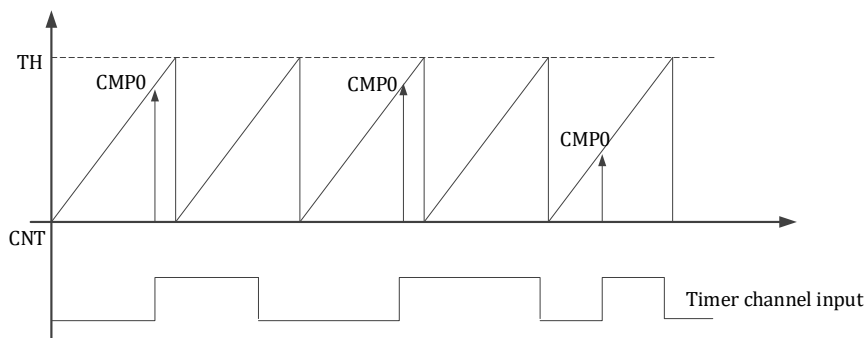 TH
CMP0
CMP0
CMP0
CNT
Timer channel input